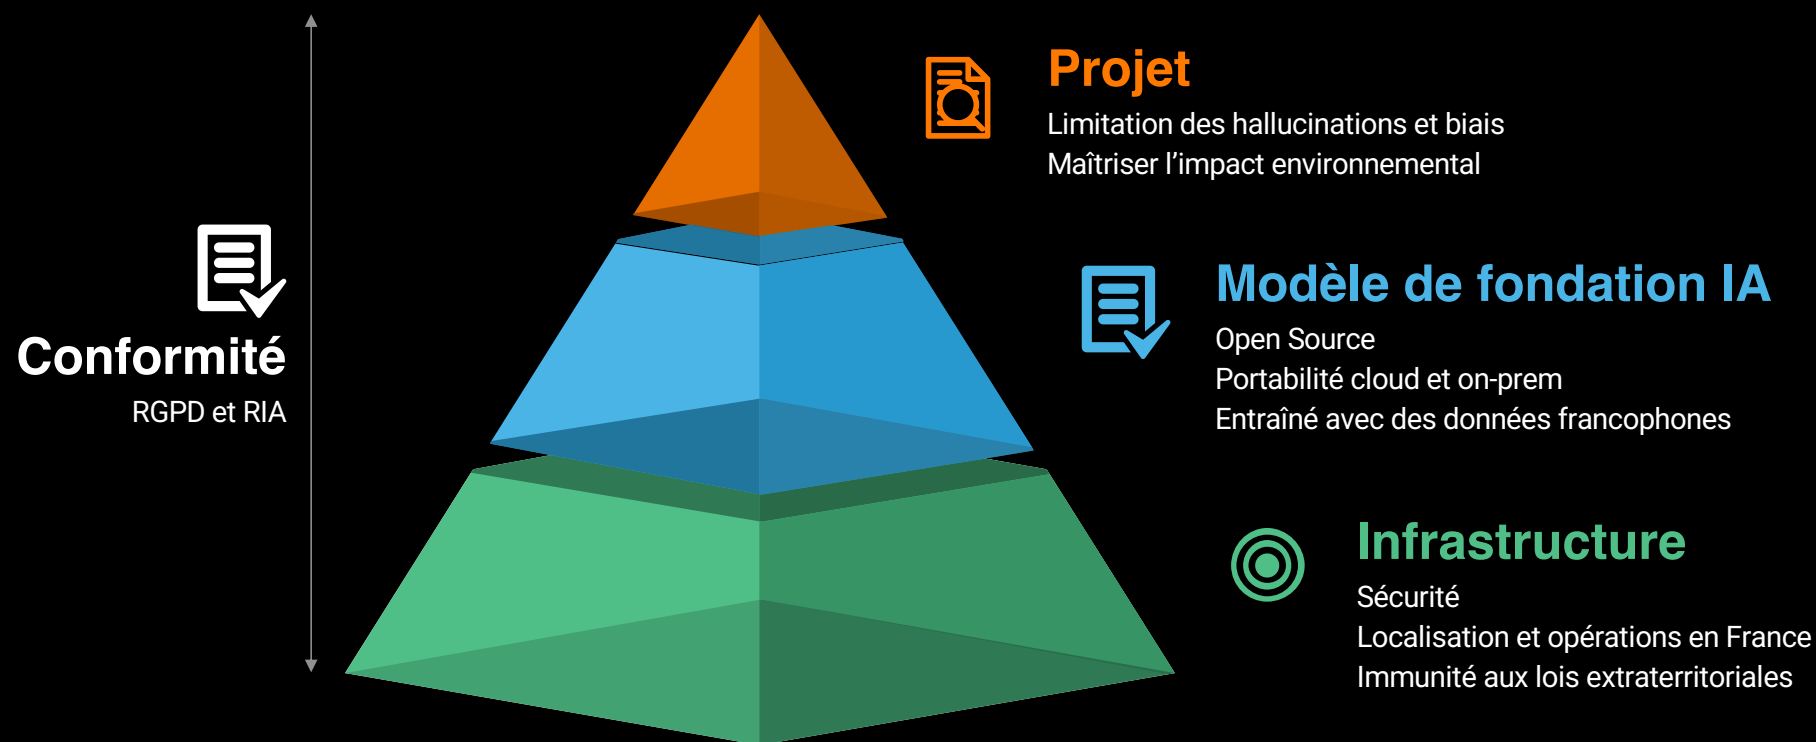 Projet
Limitation des hallucinations et biais
Maîtriser l’impact environnemental
Conformité
RGPD et RIA
Modèle de fondation IA
Open Source
Portabilité cloud et on-prem
Entraîné avec des données francophones
Infrastructure
Sécurité
Localisation et opérations en France
Immunité aux lois extraterritoriales